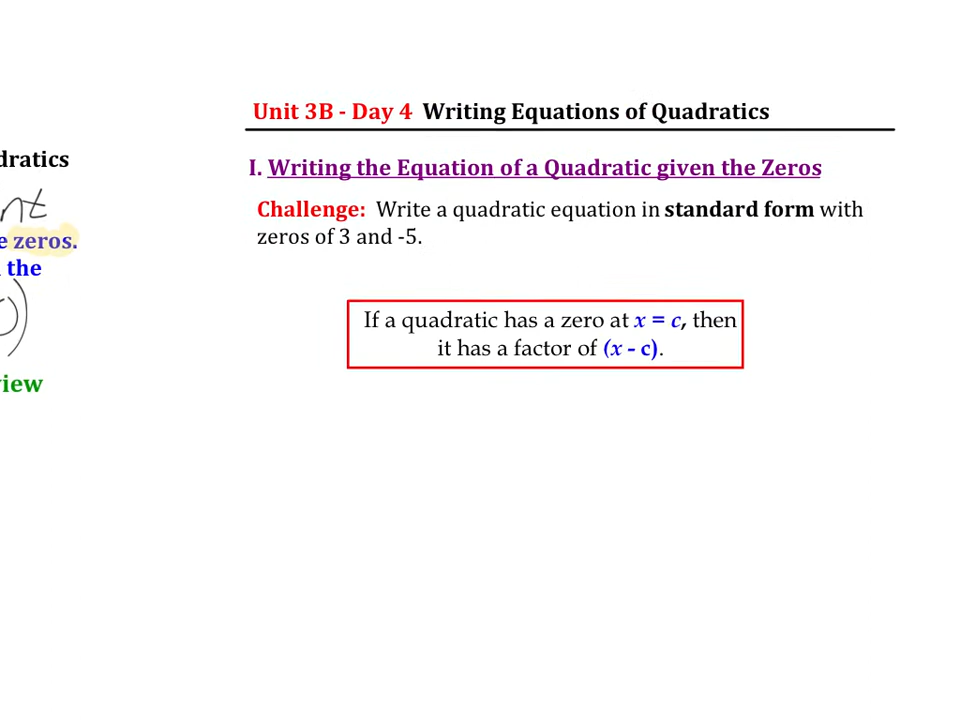 Unit 3B - Day 4 Writing Equations of Quadratics
dratics
I. Writing the Equation of a Quadratic given the Zeros
nt
Challenge: Write a quadratic equation in standard form with
zeros of 3 and -5.
e zeros.
the
If a quadratic has a zero at x = c, then
it has a factor of (x - c).
view